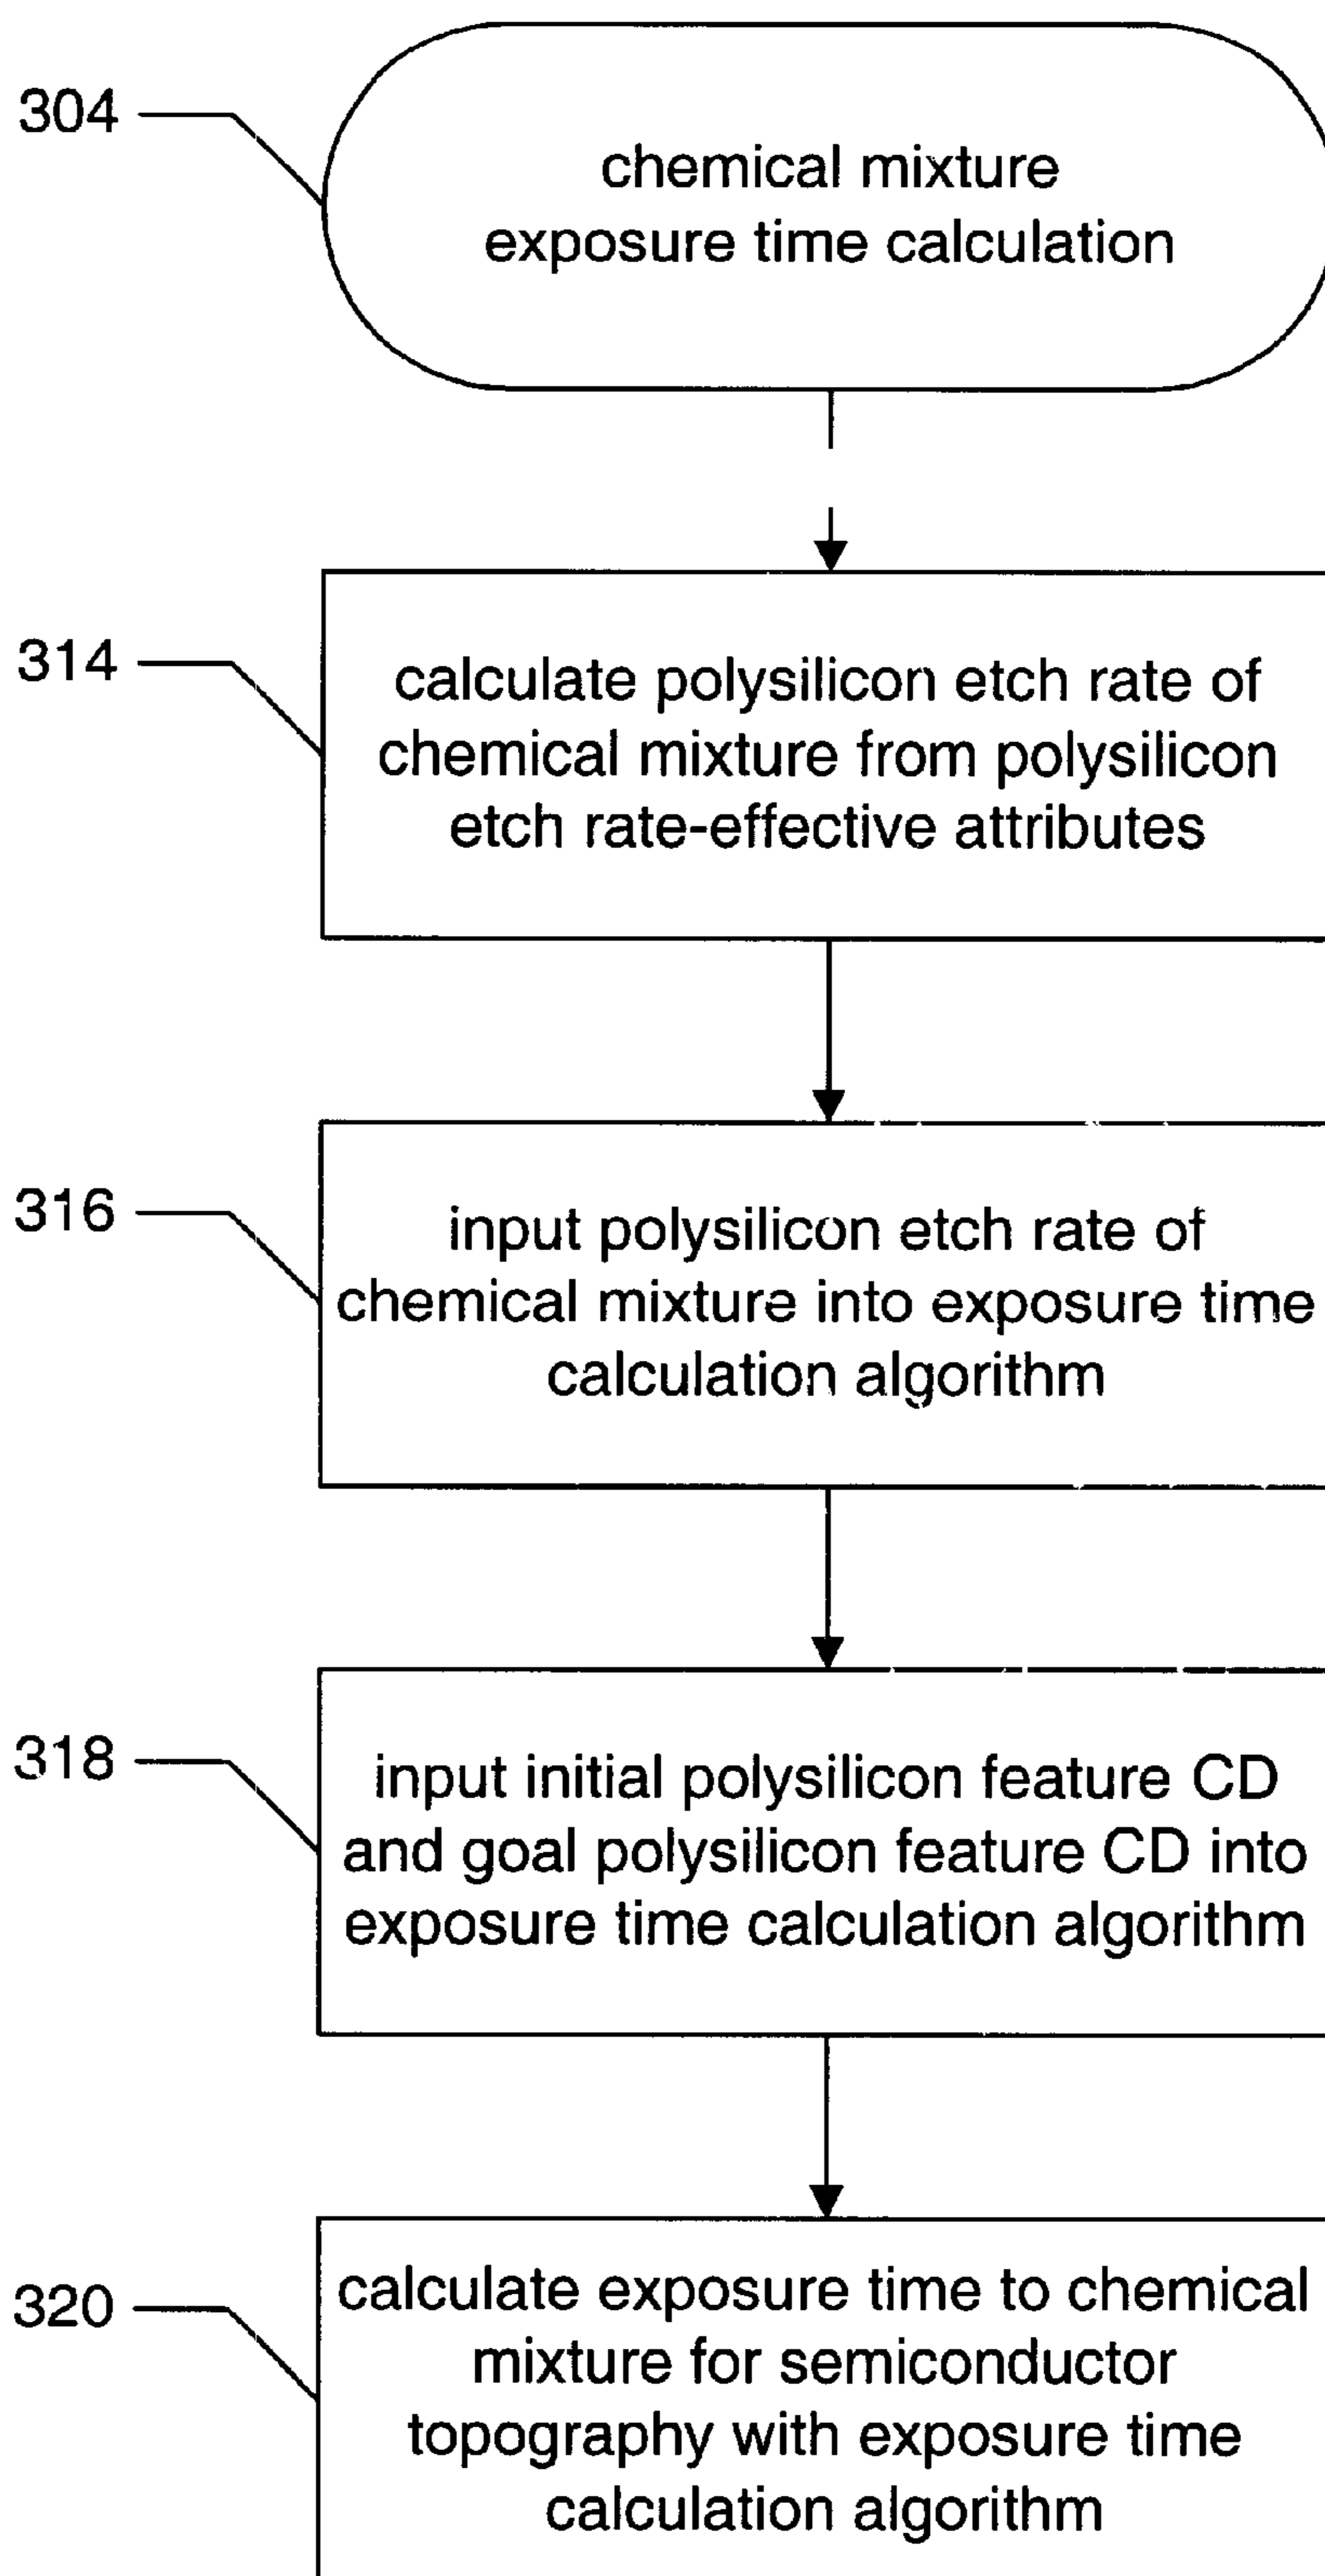 304
chemical mixture
exposure time calculation
314
calculate polysilicon etch rate of
chemical mixture from polysilicon
etch rate-effective attributes
316
input polysilicon etch rate of
chemical mixture into exposure time
calculation algorithm
318
input initial polysilicon feature CD
and goal polysilicon feature CD into
exposure time calculation algorithm
320
calculate exposure time to chemical
mixture for semiconductor
topography with exposure time
calculation algorithm